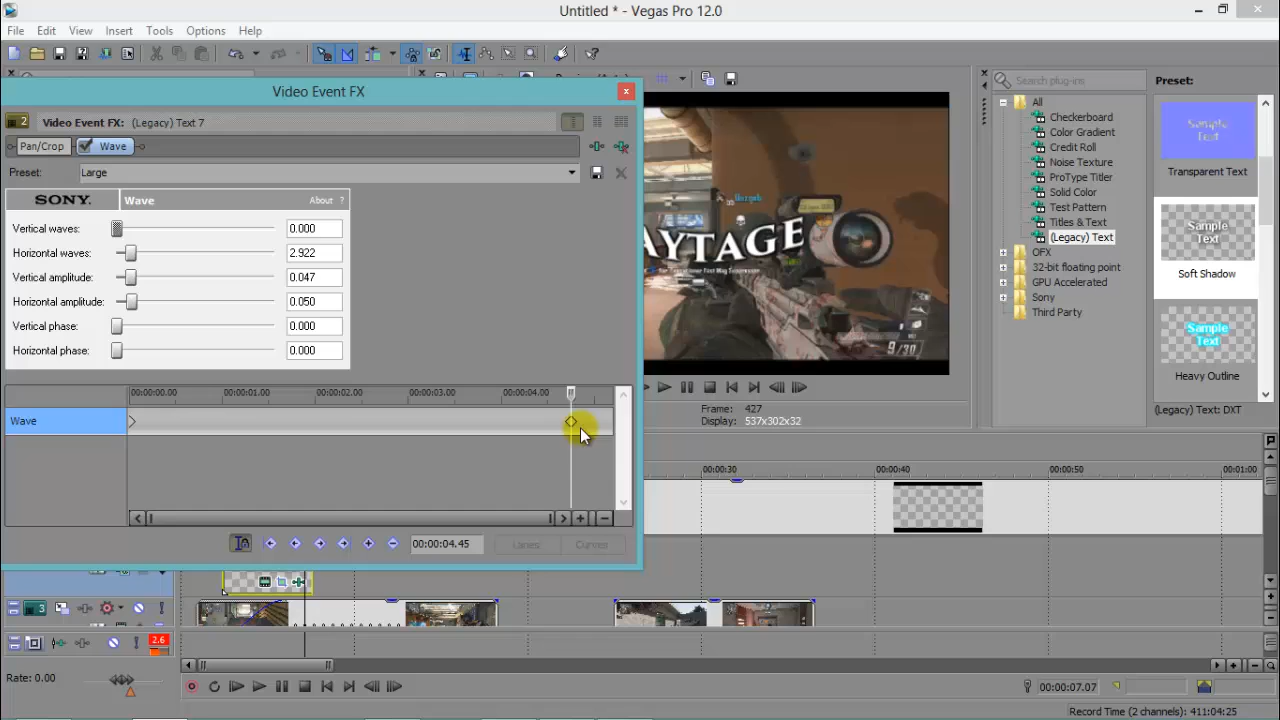 Untitled * - Vegas Pro 12.0
File Edit View Insert Tools Options Help
Video Event FX
Search plug-ins
Preset:
2 Video Event FX: (Legacy) Text 7
Pan/Crop Wave
Preset: Large
SONY. Wave About ?
Vertical waves: 0.000
Horizontal waves: 2.922
Vertical amplitude: 0.047
Horizontal amplitude: 0.050
Vertical phase: 0.000
Horizontal phase: 0.000
All
Checkerboard
Color Gradient
Credit Roll
Noise Texture
ProType Titler
Solid Color
Test Pattern
Titles & Text
(Legacy) Text
OFX
32-bit floating point
GPU Accelerated
Sony
Third Party
Sample Text
Transparent Text
Sample Text
Soft Shadow
Sample Text
Heavy Outline
(Legacy) Text: DXT
AYTAGE
9/30
00:00:00.00 00:00:01.00 00:00:02.00 00:00:03.00 00:00:04.00
Wave
Frame: 427
Display: 537x302x32
00:00:30 00:00:40 00:00:50 00:01:00
00:00:04.45 Lanes Curves
3
2.6
Rate: 0.00
00:00:07.07
Record Time (2 channels): 411:04:25